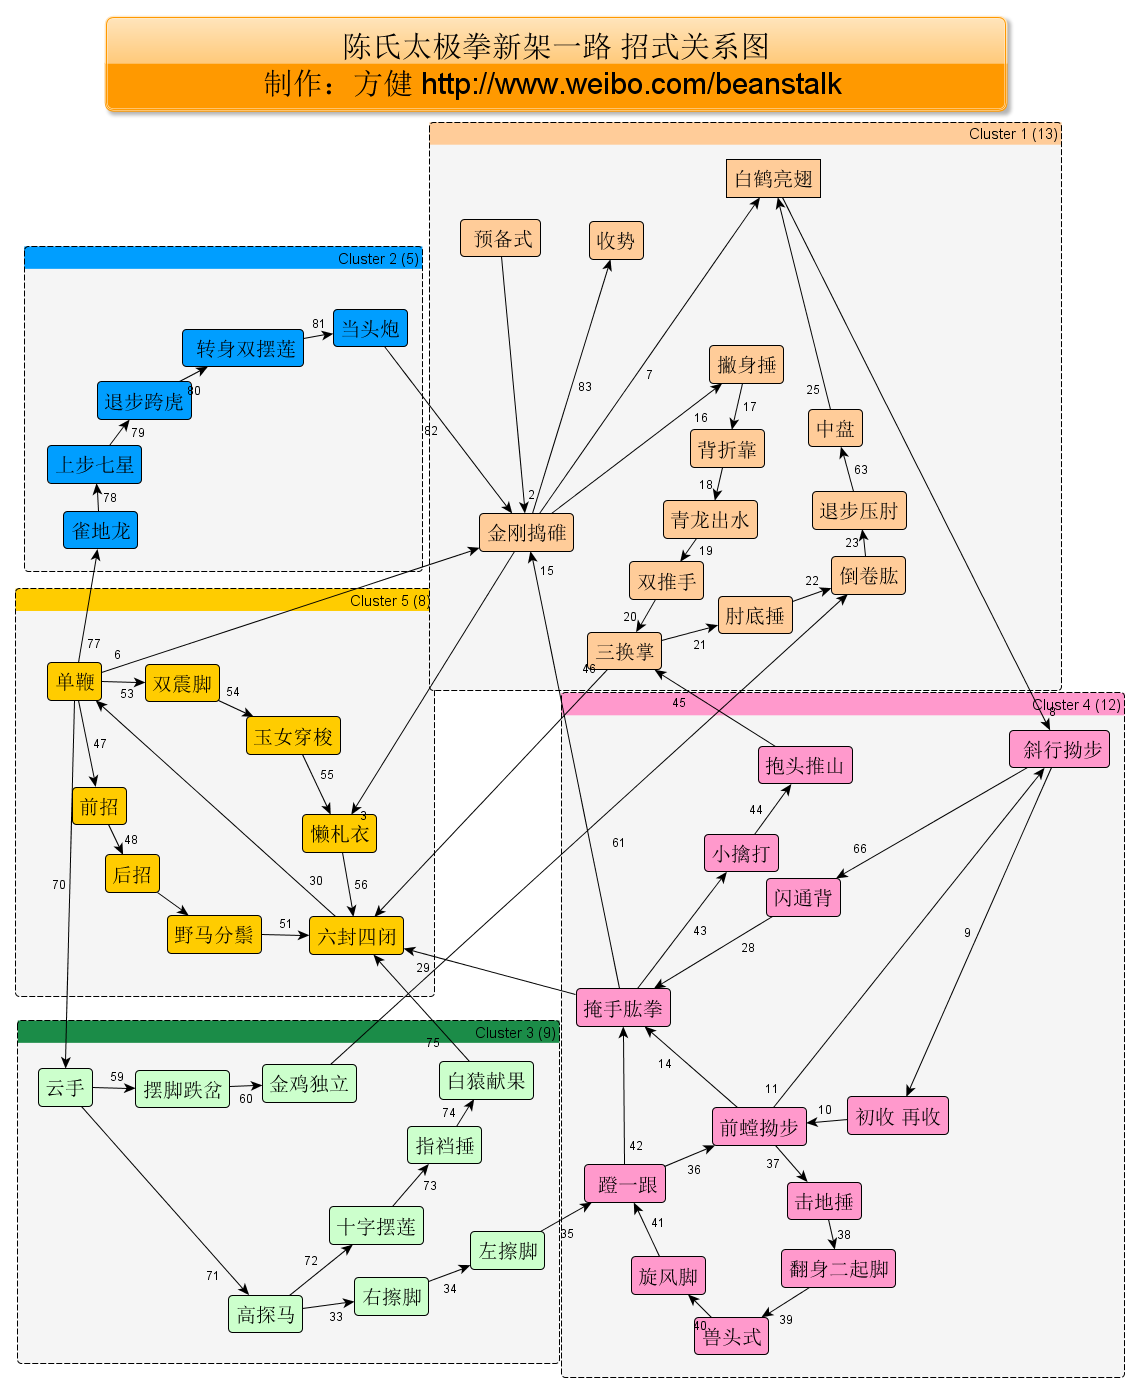 陈氏太极拳新架一路 招式关系图
制作：方健 http://www.weibo.com/beanstalk
Cluster 1 (13)
白鹤亮翅
预备式
收势
撇身捶
背折靠
青龙出水
双推手
三换掌
肘底捶
倒卷肱
退步压肘
中盘
金刚捣碓
25
7
83
16
17
18
19
20
21
22
23
63
2
15
46
Cluster 2 (5)
当头炮
转身双摆莲
退步跨虎
上步七星
雀地龙
81
80
79
78
82
Cluster 5 (8)
单鞭
双震脚
玉女穿梭
懒札衣
前招
后招
野马分鬃
六封四闭
77
6
53
54
55
3
47
48
56
30
51
70
29
Cluster 4 (12)
斜行拗步
抱头推山
小擒打
闪通背
掩手肱拳
初收 再收
前螳拗步
蹬一跟
击地捶
翻身二起脚
旋风脚
兽头式
45
8
44
61
66
43
28
9
14
11
10
42
36
37
38
41
39
40
Cluster 3 (9)
云手
摆脚跌岔
金鸡独立
白猿献果
指裆捶
十字摆莲
左擦脚
右擦脚
高探马
75
59
60
74
73
72
71
35
34
33